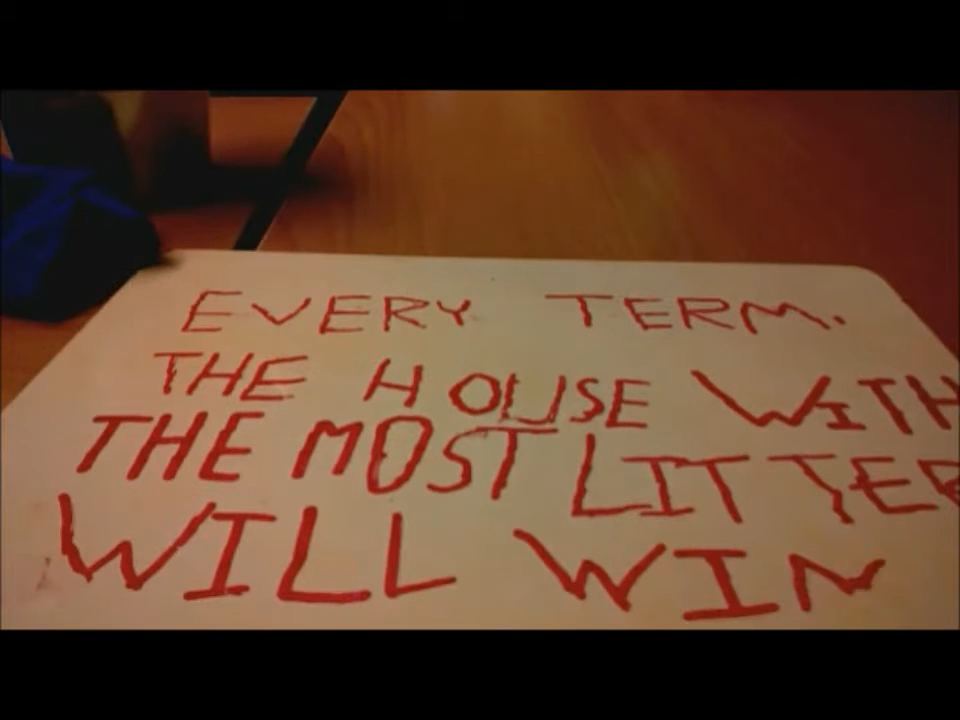 EVERY TERM.
THE HOUSE WITH
THE MOST LITTER
WILL WIN